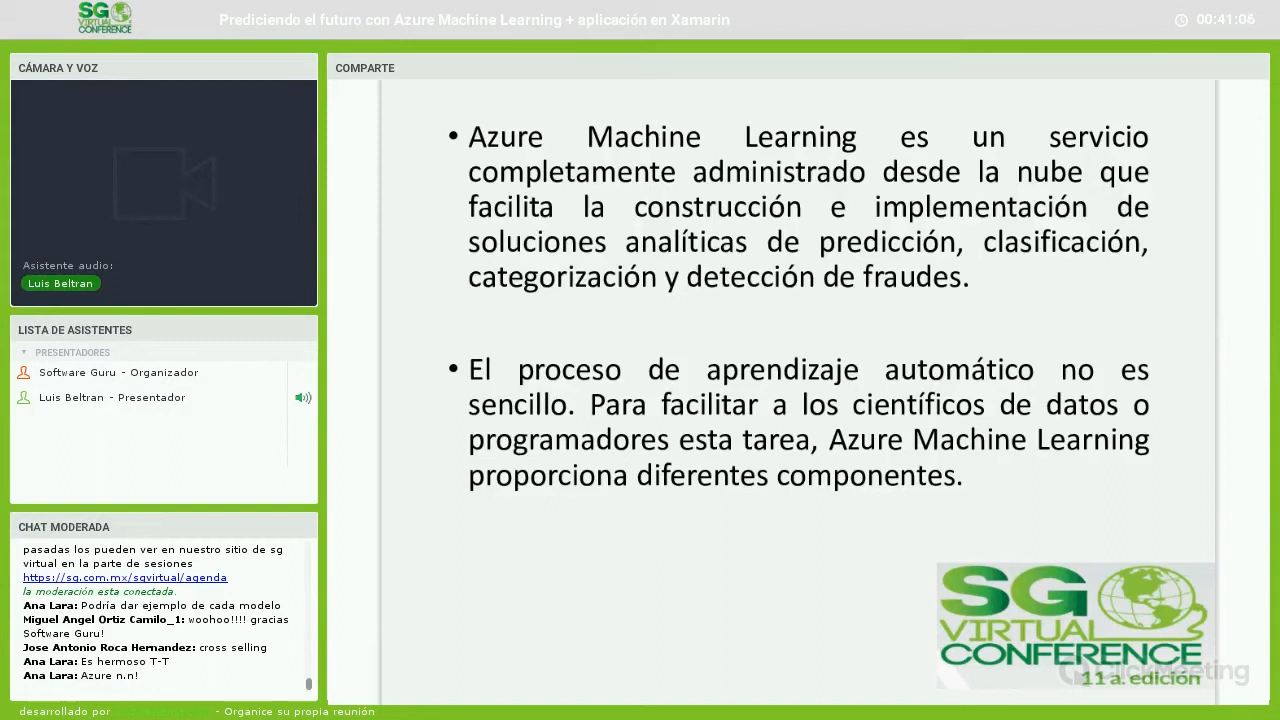 SG
VIRTUAL
CONFERENCE
Prediciendo el futuro con Azure Machine Learning + aplicación en Xamarin
00:41:06
CÁMARA Y VOZ
Asistente audio:
Luis Beltran
LISTA DE ASISTENTES
PRESENTADORES
Software Guru - Organizador
Luis Beltran - Presentador
CHAT MODERADA
pasadas los pueden ver en nuestro sitio de sg
virtual en la parte de sesiones
https://sg.com.mx/sgvirtual/agenda
la moderación esta conectada.
Ana Lara: Podría dar ejemplo de cada modelo
Miguel Angel Ortiz Camilo_1: woohoo!!!! gracias
Software Guru!
Jose Antonio Roca Hernandez: cross selling
Ana Lara: Es hermoso T-T
Ana Lara: Azure n.n!
COMPARTE
• Azure Machine Learning es un servicio
completamente administrado desde la nube que
facilita la construcción e implementación de
soluciones analíticas de predicción, clasificación,
categorización y detección de fraudes.
• El proceso de aprendizaje automático no es
sencillo. Para facilitar a los científicos de datos o
programadores esta tarea, Azure Machine Learning
proporciona diferentes componentes.
SG
VIRTUAL
CONFERENCE
ClickMeeting
11 a. edición
desarrollado por - Organice su propia reunión